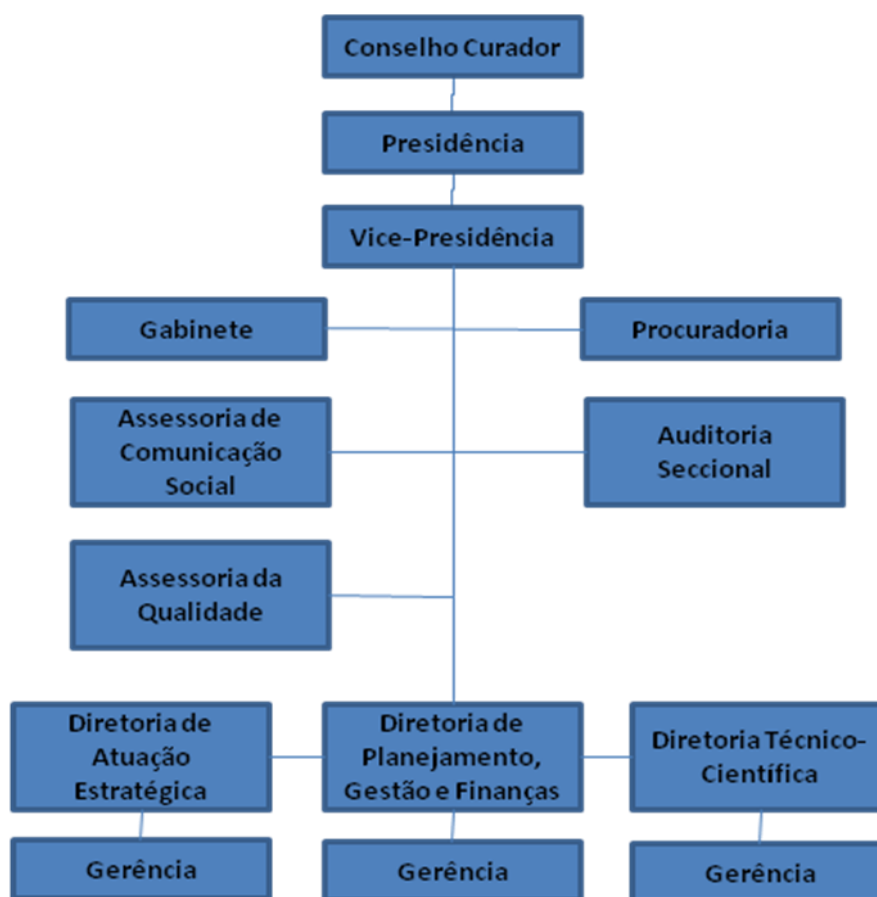 Conselho Curador
Presidência
Vice-Presidência
Gabinete
Procuradoria
Assessoria de
Comunicação
Social
Auditoria
Seccional
Assessoria da
Qualidade
Diretoria de
Atuação
Estratégica
Diretoria de
Planejamento,
Gestão e Finanças
Diretoria Técnico-
Científica
Gerência
Gerência
Gerência